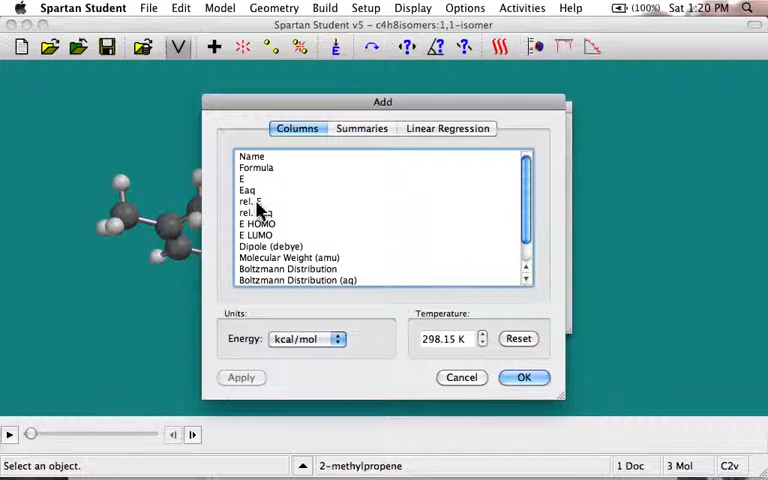 Spartan Student File Edit Model Geometry Build Setup Display Options Activities Help (100%) Sat 1:20 PM
Spartan Student v5 - c4h8isomers:1,1-isomer
Add
Columns Summaries Linear Regression
Name
Formula
E
Eaq
rel. E
rel.
E HOMO
E LUMO
Dipole (debye)
Molecular Weight (amu)
Boltzmann Distribution
Boltzmann Distribution (aq)
Units: Temperature:
Energy: kcal/mol 298.15 K Reset
Apply Cancel OK
Select an object. 2-methylpropene 1 Doc 3 Mol C2v